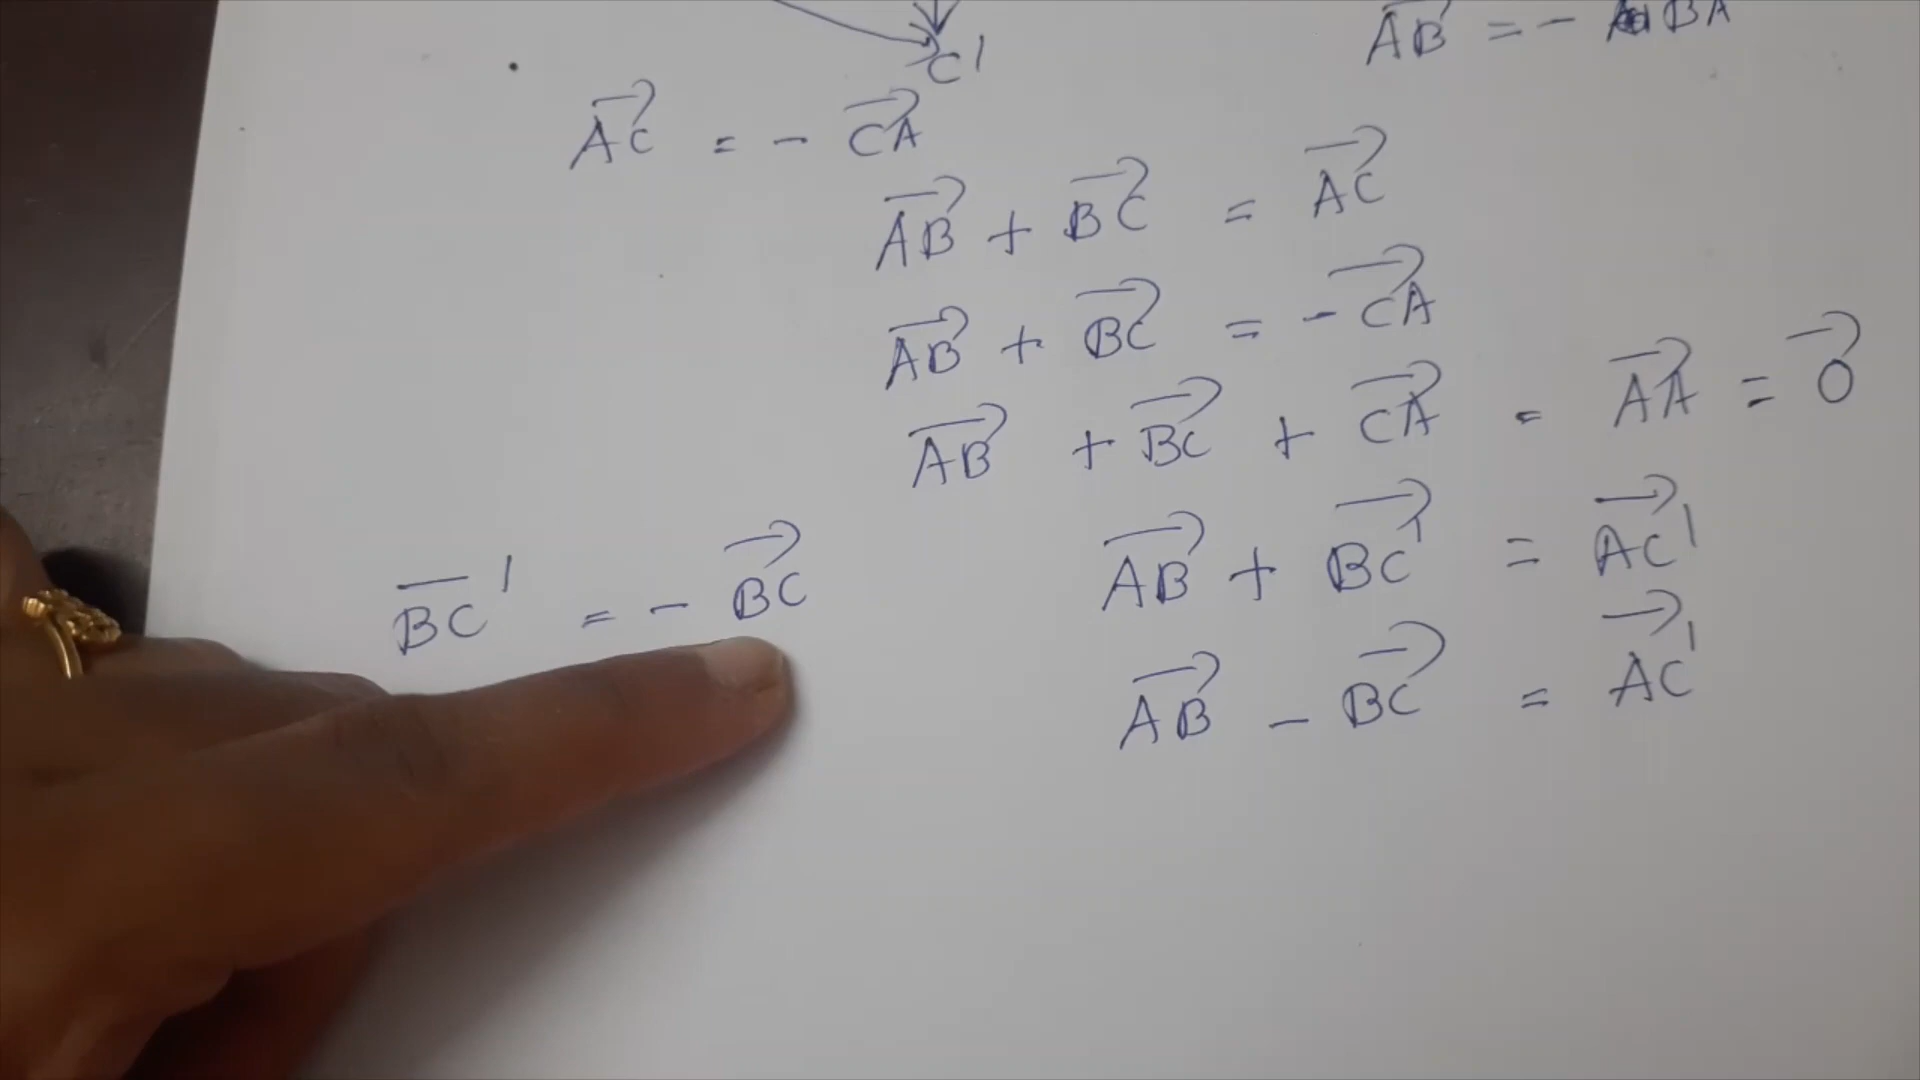 C'
AB⃗ = - BA
AC⃗ = - CA⃗
AB⃗ + BC⃗ = AC⃗
AB⃗ + BC⃗ = - CA⃗
AB⃗ + BC⃗ + CA⃗ = AA⃗ = 0⃗
AB⃗ + BC'⃗ = AC'⃗
B̅C̅' = - BC⃗
AB⃗ - BC⃗ = AC'⃗